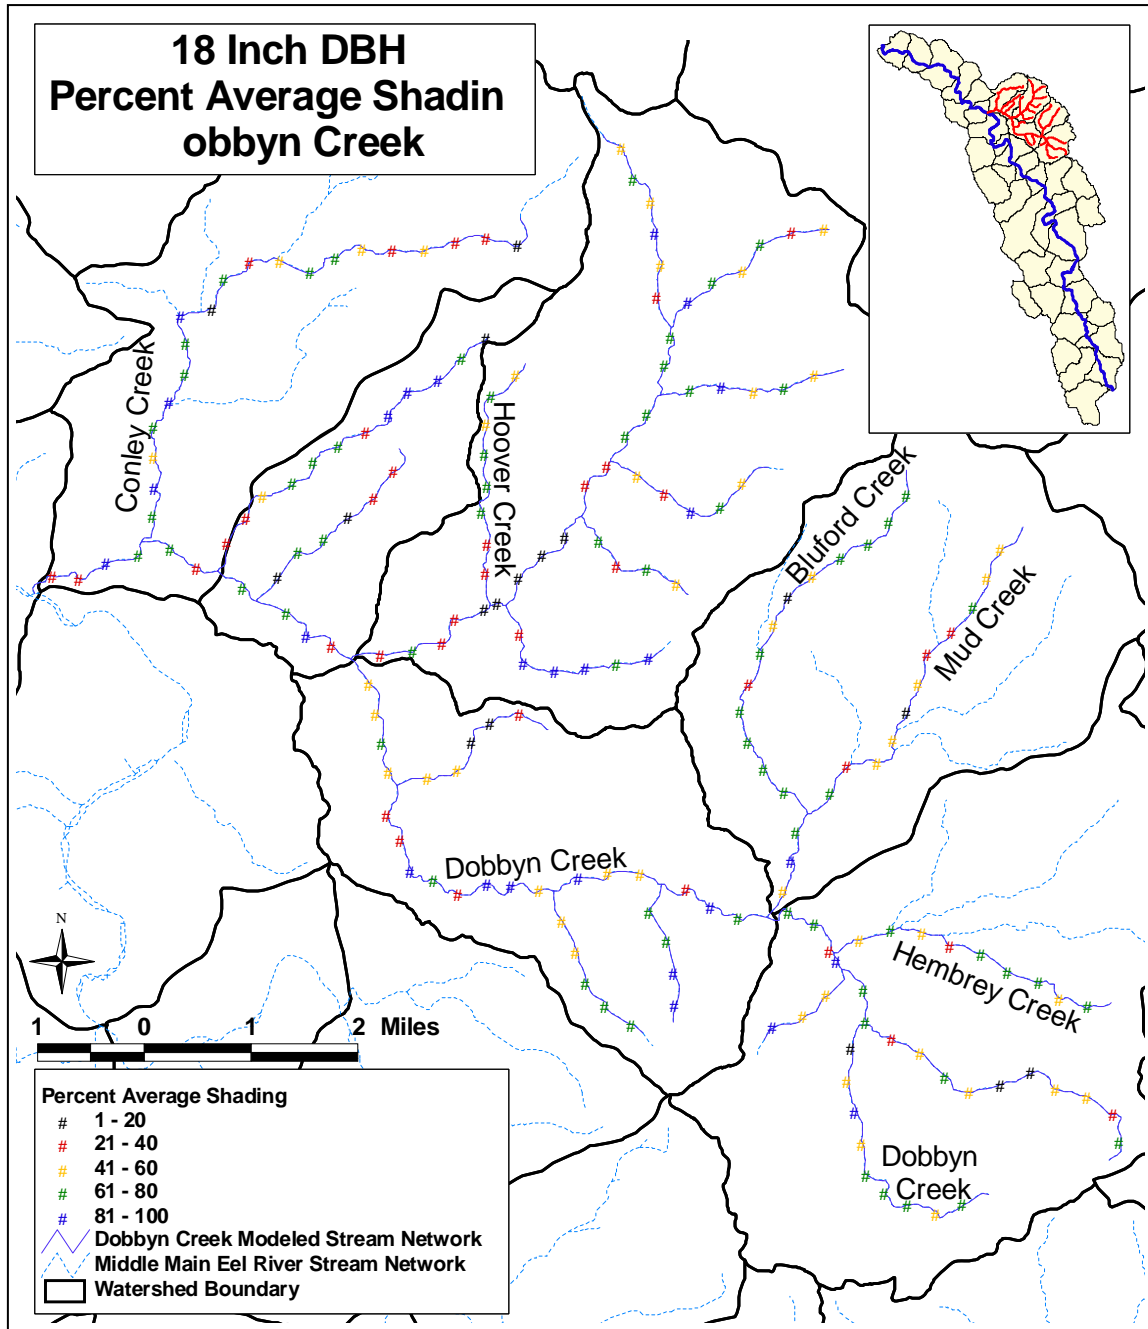 18 Inch DBH
Percent Average Shadin
obbyn Creek
Conley Creek
Hoover Creek
Bluford Creek
Mud Creek
Dobbyn Creek
Hembrey Creek
Dobbyn
Creek
N
1 0 1 2 Miles
Percent Average Shading
# 1 - 20
# 21 - 40
# 41 - 60
# 61 - 80
# 81 - 100
Dobbyn Creek Modeled Stream Network
Middle Main Eel River Stream Network
Watershed Boundary